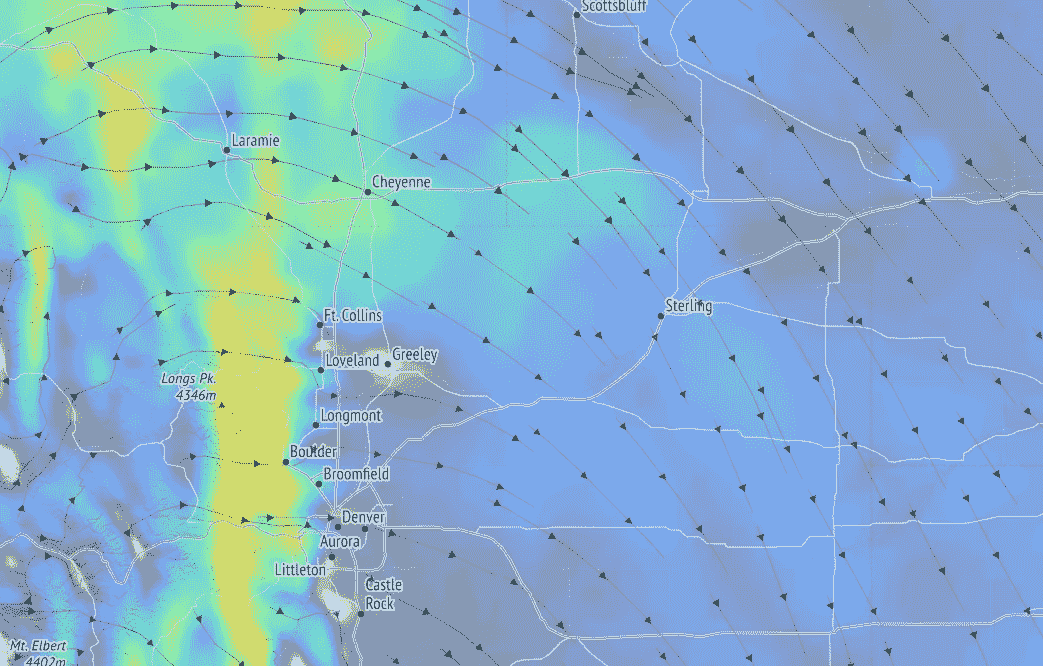 Scottsbluff
Laramie
Cheyenne
Sterling
Ft. Collins
Loveland
Greeley
Longs Pk.
4346m
Longmont
Boulder
Broomfield
Denver
Aurora
Littleton
Castle
Rock
Mt. Elbert
4402m